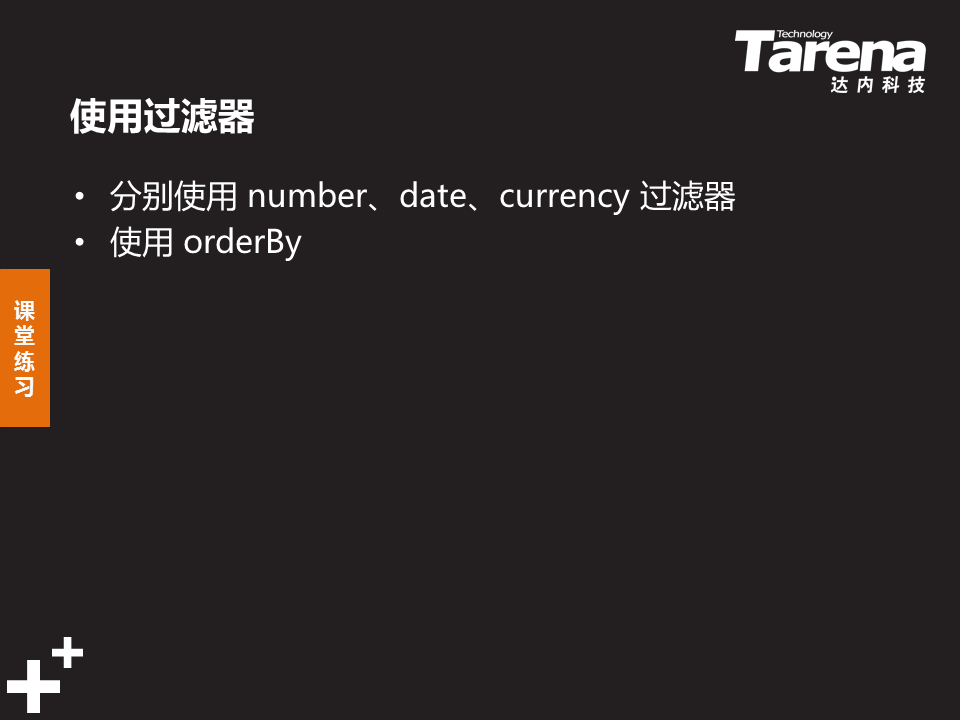 Technology
Tarena
达内科技
使用过滤器
• 分别使用 number、date、currency 过滤器
• 使用 orderBy
课
堂
练
习